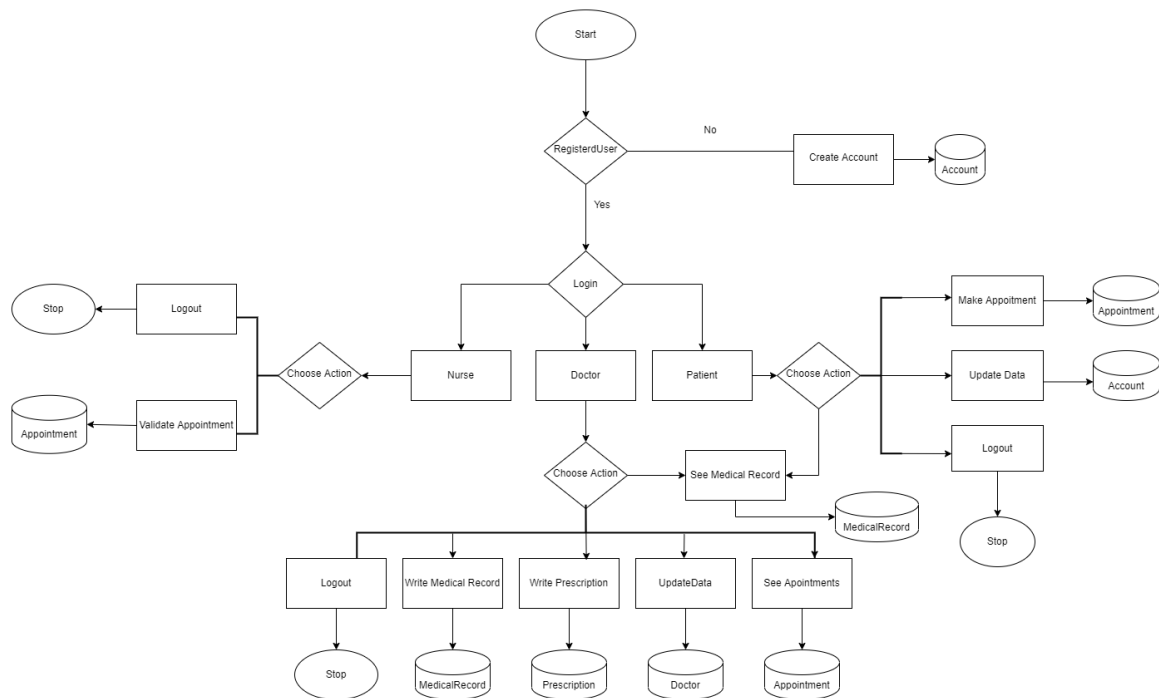 Start
No
RegisterdUser
Create Account
Account
Yes
Login
Stop
Logout
Make Appoitment
Appointment
Choose Action
Nurse
Doctor
Patient
Choose Action
Update Data
Account
Appointment
Validate Appointment
Logout
Choose Action
See Medical Record
MedicalRecord
Stop
Logout
Write Medical Record
Write Prescription
UpdateData
See Apointments
Stop
MedicalRecord
Prescription
Doctor
Appointment